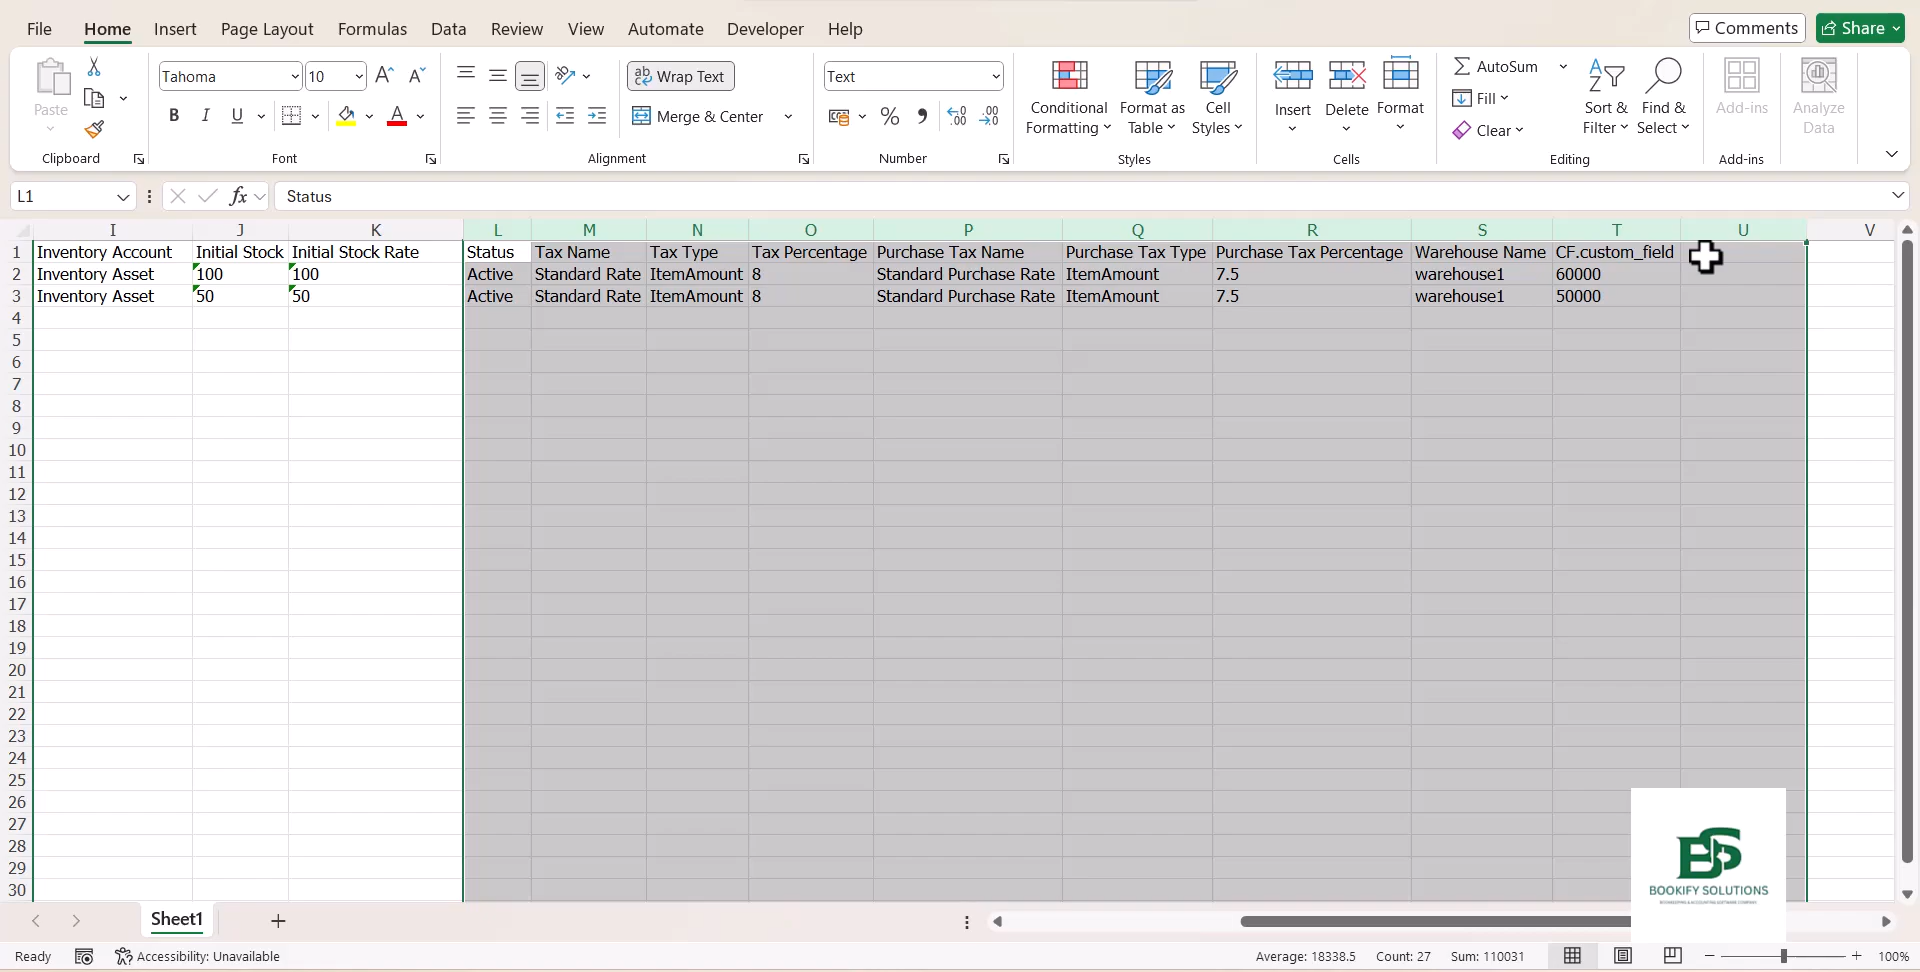 File Home Insert Page Layout Formulas Data Review View Automate Developer Help Comments Share
Tahoma 10 Wrap Text Text AutoSum
Paste Conditional Format as Cell Insert Delete Format Fill Sort & Find & Add-ins Analyze
B I U Merge & Center % Formatting Table Styles Clear Filter Select Data
Clipboard Font Alignment Number Styles Cells Editing Add-ins
L1 fx Status
I J K L M N O P Q R S T U V
1 Inventory Account Initial Stock Initial Stock Rate Status Tax Name Tax Type Tax Percentage Purchase Tax Name Purchase Tax Type Purchase Tax Percentage Warehouse Name CF.custom_field
2 Inventory Asset 100 100 Active Standard Rate ItemAmount 8 Standard Purchase Rate ItemAmount 7.5 warehouse1 60000
3 Inventory Asset 50 50 Active Standard Rate ItemAmount 8 Standard Purchase Rate ItemAmount 7.5 warehouse1 50000
4
5
6
7
8
9
10
11
12
13
14
15
16
17
18
19
20
21
22
23
24
25
26
27
28
29
30
BOOKIFY SOLUTIONS
Sheet1
Ready Accessibility: Unavailable Average: 18338.5 Count: 27 Sum: 110031 100%